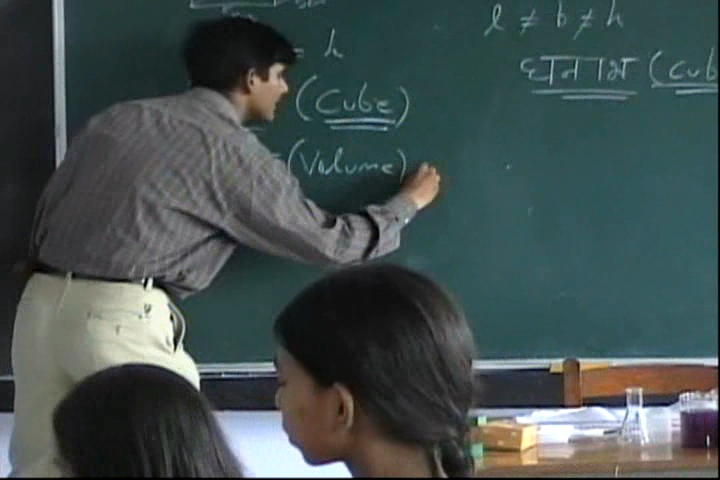 = h
(Cube)
(Volume)
l ≠ b ≠ h
घनाभ (Cub